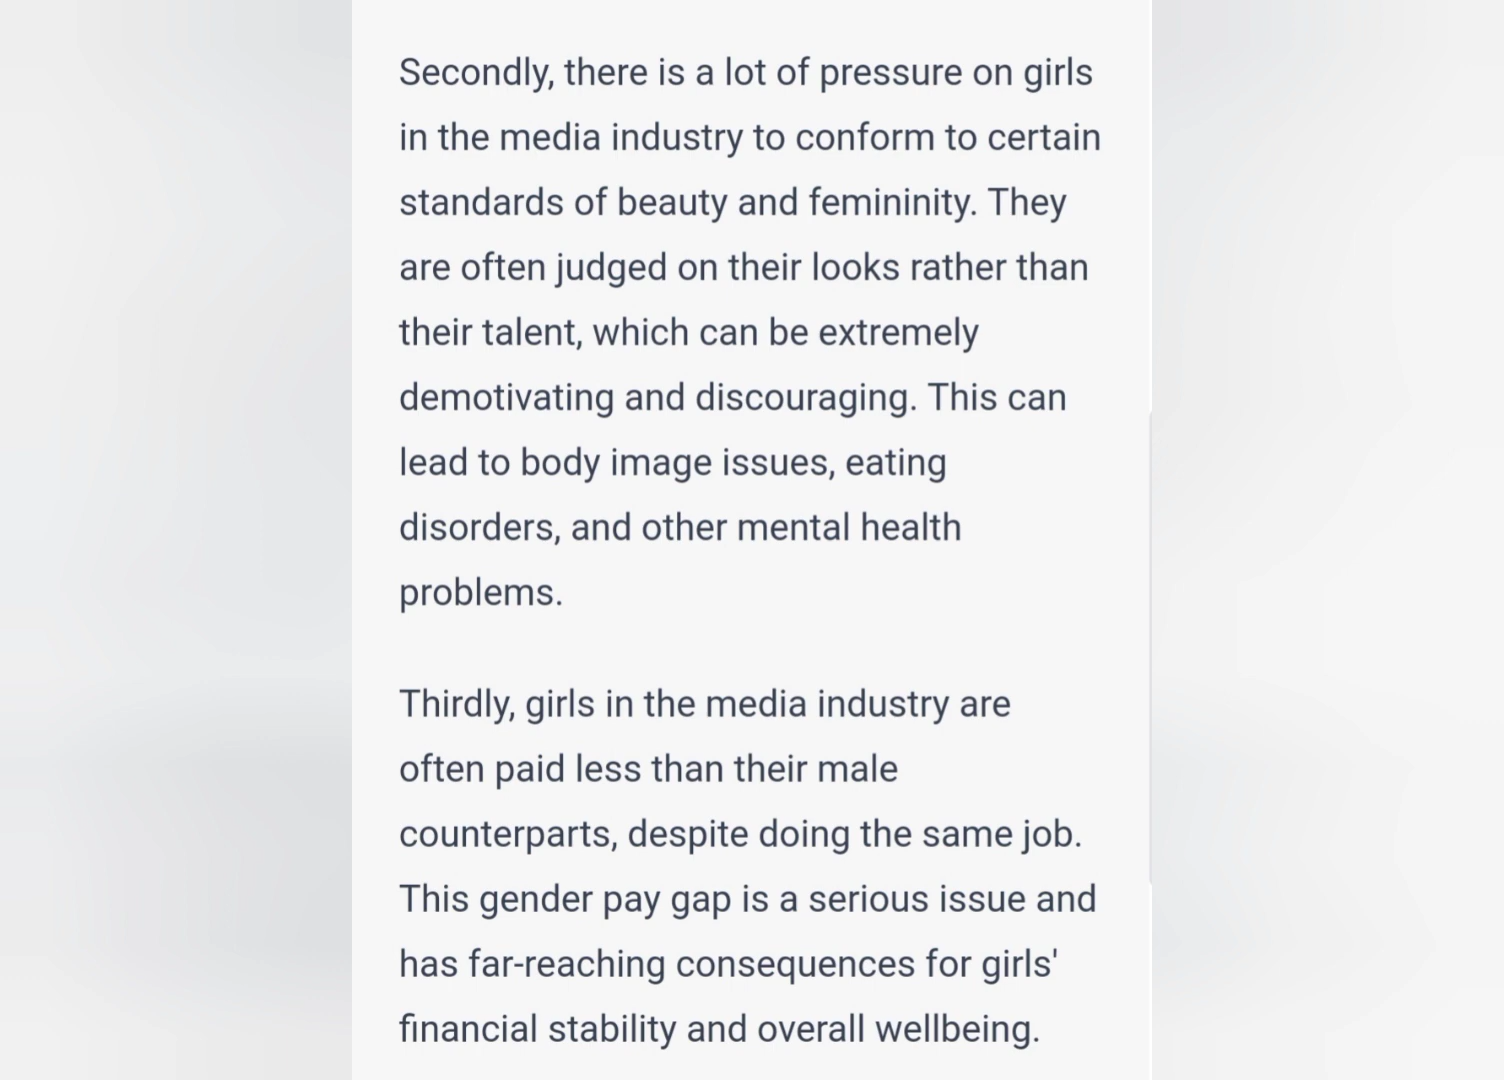 Secondly, there is a lot of pressure on girls
in the media industry to conform to certain
standards of beauty and femininity. They
are often judged on their looks rather than
their talent, which can be extremely
demotivating and discouraging. This can
lead to body image issues, eating
disorders, and other mental health
problems.
Thirdly, girls in the media industry are
often paid less than their male
counterparts, despite doing the same job.
This gender pay gap is a serious issue and
has far-reaching consequences for girls'
financial stability and overall wellbeing.